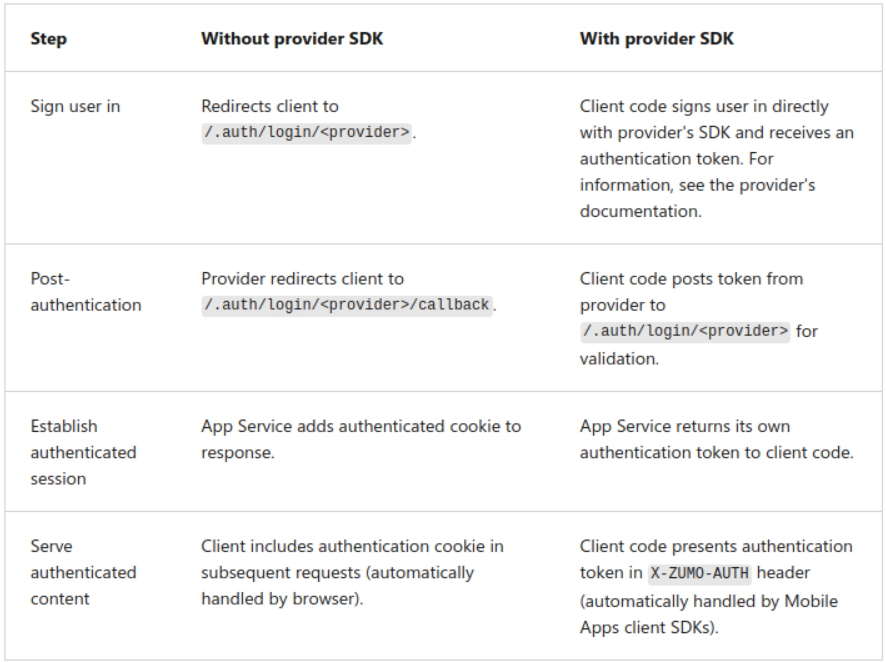 Step
Without provider SDK
With provider SDK
Sign user in
Redirects client to
/.auth/login/<provider>.
Client code signs user in directly
with provider's SDK and receives an
authentication token. For
information, see the provider's
documentation.
Post-
authentication
Provider redirects client to
/.auth/login/<provider>/callback.
Client code posts token from
provider to
/.auth/login/<provider> for
validation.
Establish
authenticated
session
App Service adds authenticated cookie to
response.
App Service returns its own
authentication token to client code.
Serve
authenticated
content
Client includes authentication cookie in
subsequent requests (automatically
handled by browser).
Client code presents authentication
token in X-ZUMO-AUTH header
(automatically handled by Mobile
Apps client SDKs).